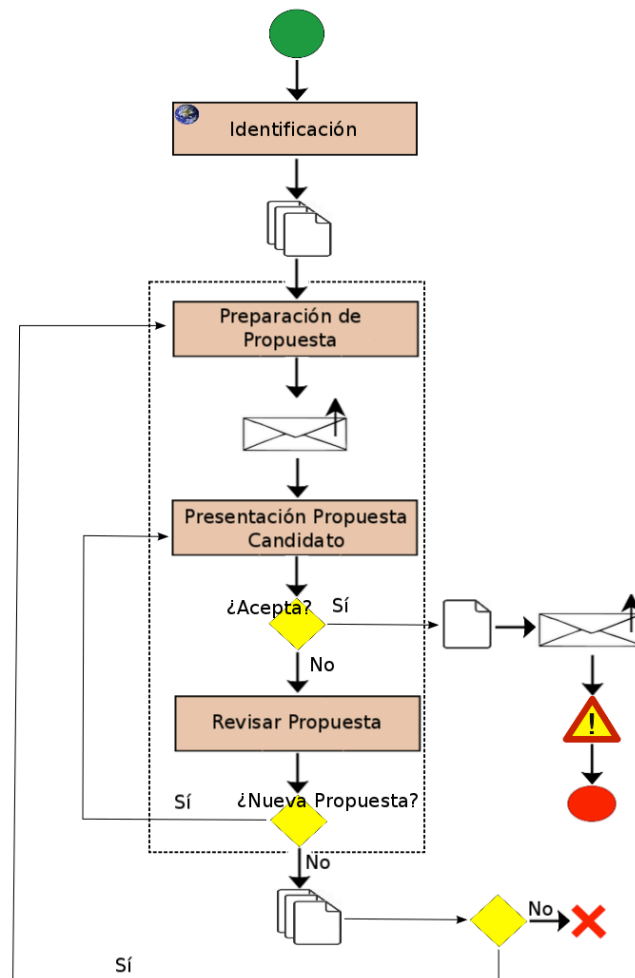 Identificación
Preparación de
Propuesta
Presentación Propuesta
Candidato
¿Acepta?
Sí
No
!
Revisar Propuesta
¿Nueva Propuesta?
Sí
No
No
Sí